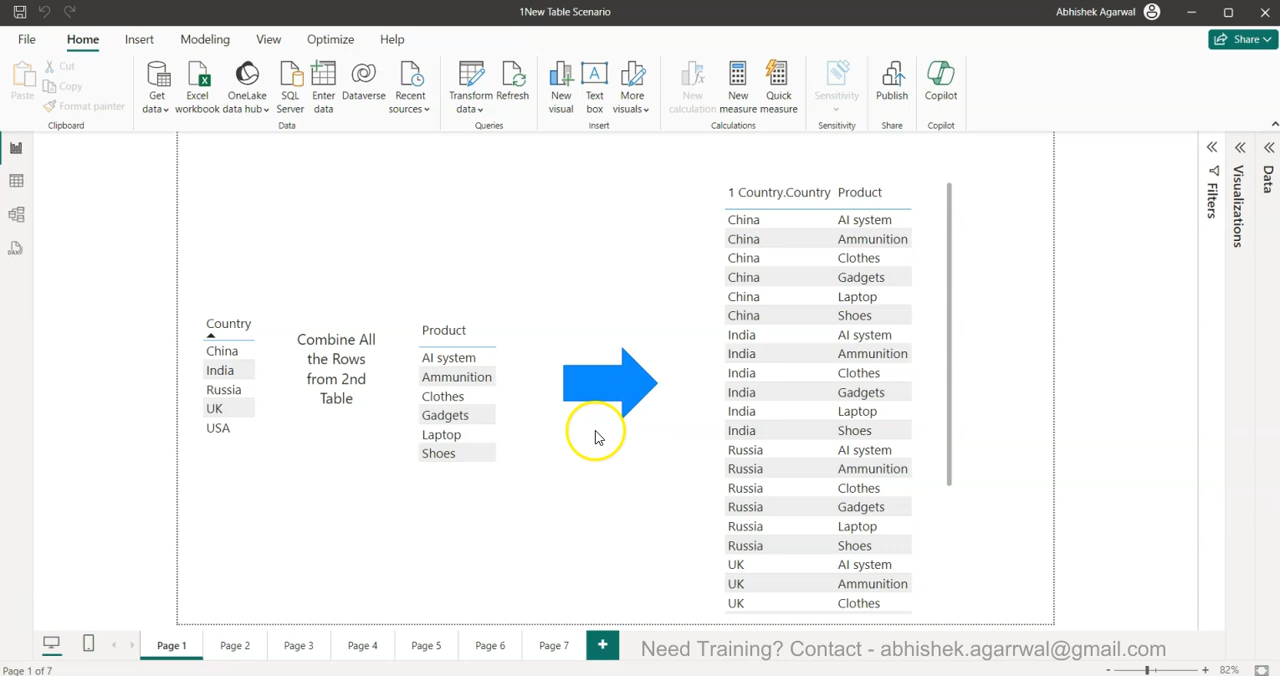 1New Table Scenario
Abhishek Agarwal
File Home Insert Modeling View Optimize Help
Share
Paste
Cut
Copy
Format painter
Clipboard
Get data
Excel workbook
OneLake data hub
SQL Server
Enter data
Dataverse
Recent sources
Data
Transform data
Refresh
Queries
New visual
Text box
More visuals
Insert
New calculation
New measure
Quick measure
Calculations
Sensitivity
Sensitivity
Publish
Share
Copilot
Copilot
Country
China
India
Russia
UK
USA
Combine All
the Rows
from 2nd
Table
Product
AI system
Ammunition
Clothes
Gadgets
Laptop
Shoes
1 Country.Country Product
China AI system
China Ammunition
China Clothes
China Gadgets
China Laptop
China Shoes
India AI system
India Ammunition
India Clothes
India Gadgets
India Laptop
India Shoes
Russia AI system
Russia Ammunition
Russia Clothes
Russia Gadgets
Russia Laptop
Russia Shoes
UK AI system
UK Ammunition
UK Clothes
Filters
Visualizations
Data
DAX
Page 1 Page 2 Page 3 Page 4 Page 5 Page 6 Page 7 +
Need Training? Contact - abhishek.agarrwal@gmail.com
Page 1 of 7
- + 82%